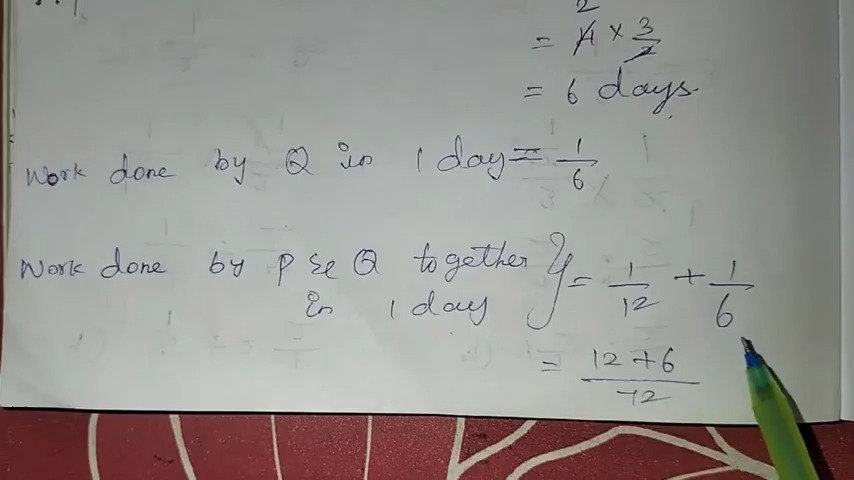 = 4 2 × 3/2
= 6 days.
Work done by Q in 1 day = 1/6
Work done by P & Q together } = 1/12 + 1/6
in 1 day
= 12 + 6/72